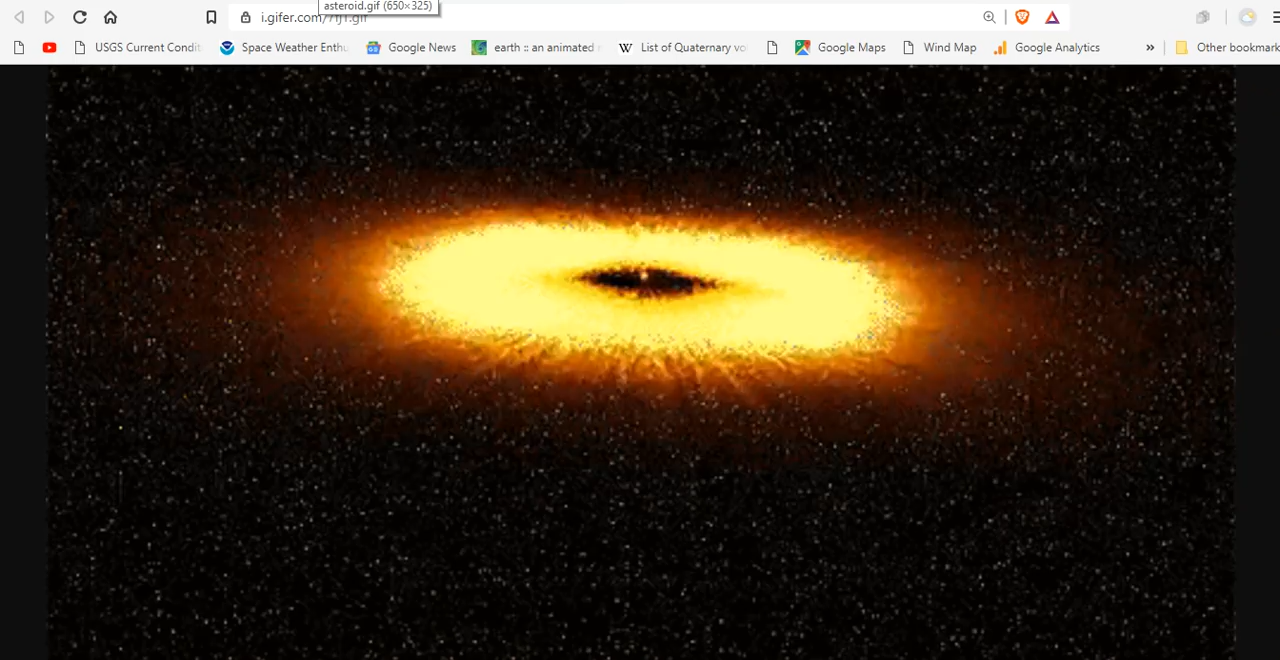 asteroid.gif (650×325)
i.gifer.com/
USGS Current Condit
Space Weather Enthu
Google News
earth :: an animated
List of Quaternary vo
Google Maps
Wind Map
Google Analytics
»
Other bookmark